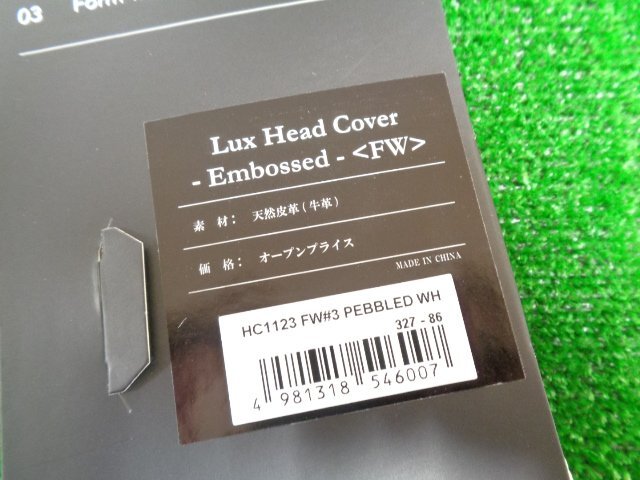 03
Lux Head Cover
- Embossed - <FW>
素 材： 天然皮革(牛革)
価 格： オープンプライス
MADE IN CHINA
HC1123 FW#3 PEBBLED WH
327 - 86
4 981318 546007